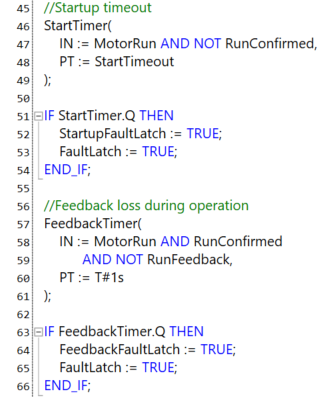 45 //Startup timeout
46 StartTimer(
47 IN := MotorRun AND NOT RunConfirmed,
48 PT := StartTimeout
49 );
50
51 IF StartTimer.Q THEN
52 StartupFaultLatch := TRUE;
53 FaultLatch := TRUE;
54 END_IF;
55
56 //Feedback loss during operation
57 FeedbackTimer(
58 IN := MotorRun AND RunConfirmed
59 AND NOT RunFeedback,
60 PT := T#1s
61 );
62
63 IF FeedbackTimer.Q THEN
64 FeedbackFaultLatch := TRUE;
65 FaultLatch := TRUE;
66 END_IF;